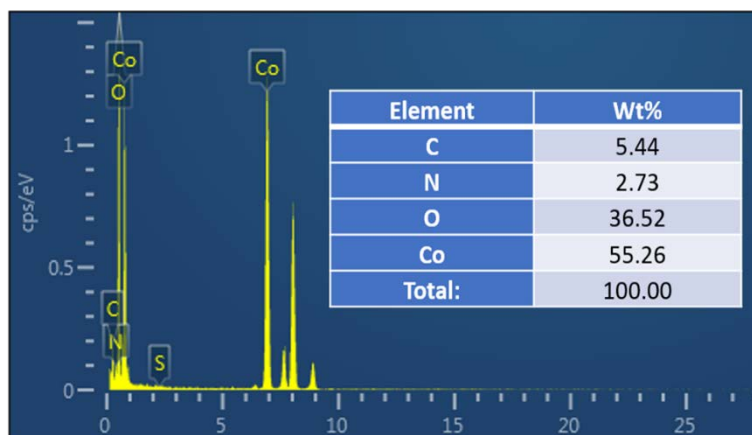 Co
O
Co
C
N
S
cps/eV
1
0.5
0
0 5 10 15 20 25
Element Wt%
C 5.44
N 2.73
O 36.52
Co 55.26
Total: 100.00